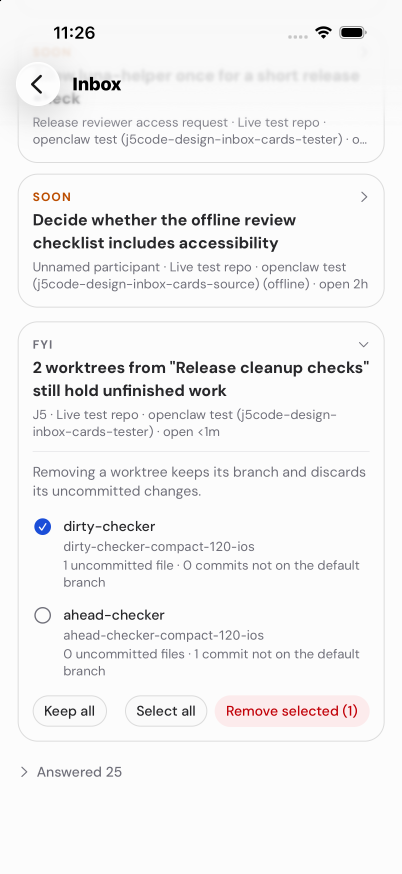 11:26
Inbox
SOON
once for a short release
Release reviewer access request · Live test repo ·
openclaw test (j5code-design-inbox-cards-tester) · o...
SOON
Decide whether the offline review
checklist includes accessibility
Unnamed participant · Live test repo · openclaw test
(j5code-design-inbox-cards-source) (offline) · open 2h
FYI
2 worktrees from "Release cleanup checks"
still hold unfinished work
J5 · Live test repo · openclaw test (j5code-design-
inbox-cards-tester) · open <1m
Removing a worktree keeps its branch and discards
its uncommitted changes.
dirty-checker
dirty-checker-compact-120-ios
1 uncommitted file · 0 commits not on the default
branch
ahead-checker
ahead-checker-compact-120-ios
0 uncommitted files · 1 commit not on the default
branch
Keep all
Select all
Remove selected (1)
Answered 25